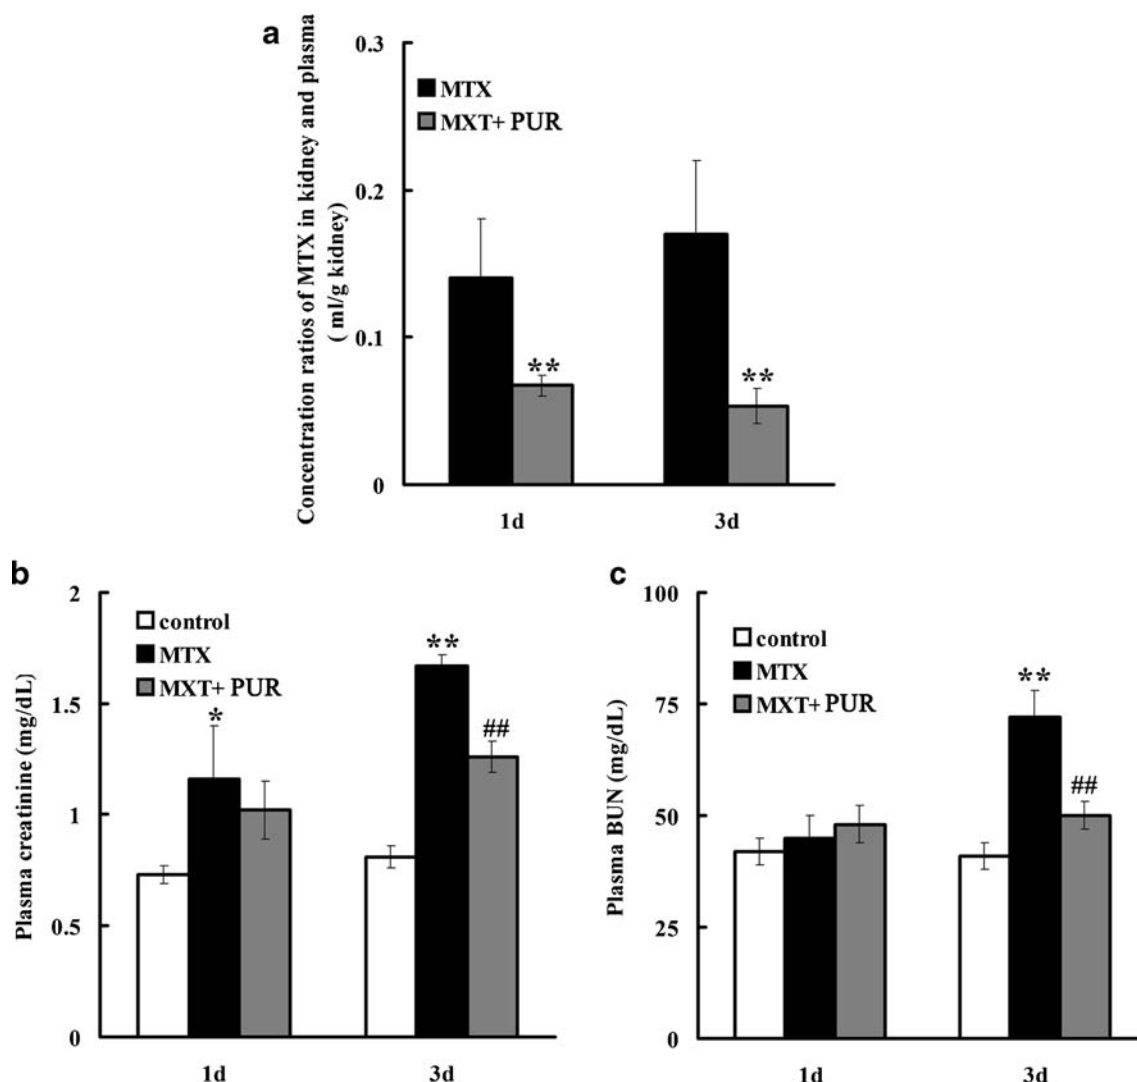 a
Concentration ratios of MTX in kidney and plasma
( ml/g kidney)
0.3
0.2
0.1
0
MTX
MXT+ PUR
**
**
1d
3d
b
Plasma creatinine (mg/dL)
2
1.5
1
0.5
0
control
MTX
MXT+ PUR
*
**
##
1d
3d
c
Plasma BUN (mg/dL)
100
75
50
25
0
control
MTX
MXT+ PUR
**
##
1d
3d